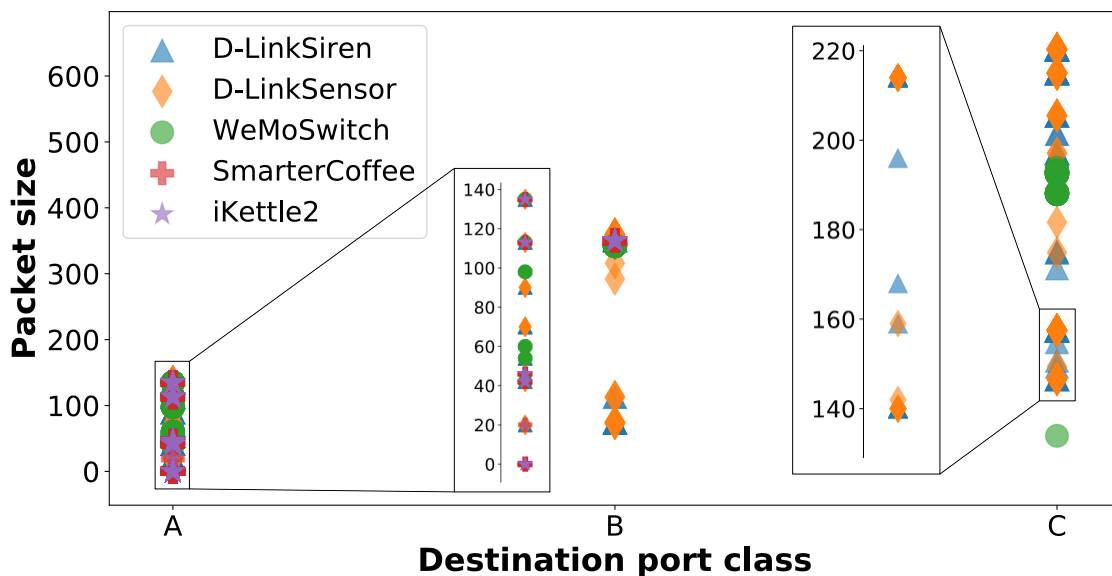 D-LinkSiren
D-LinkSensor
WeMoSwitch
SmarterCoffee
iKettle2
Packet size
600
500
400
300
200
100
0
140
120
100
80
60
40
20
0
220
200
180
160
140
A
B
C
Destination port class